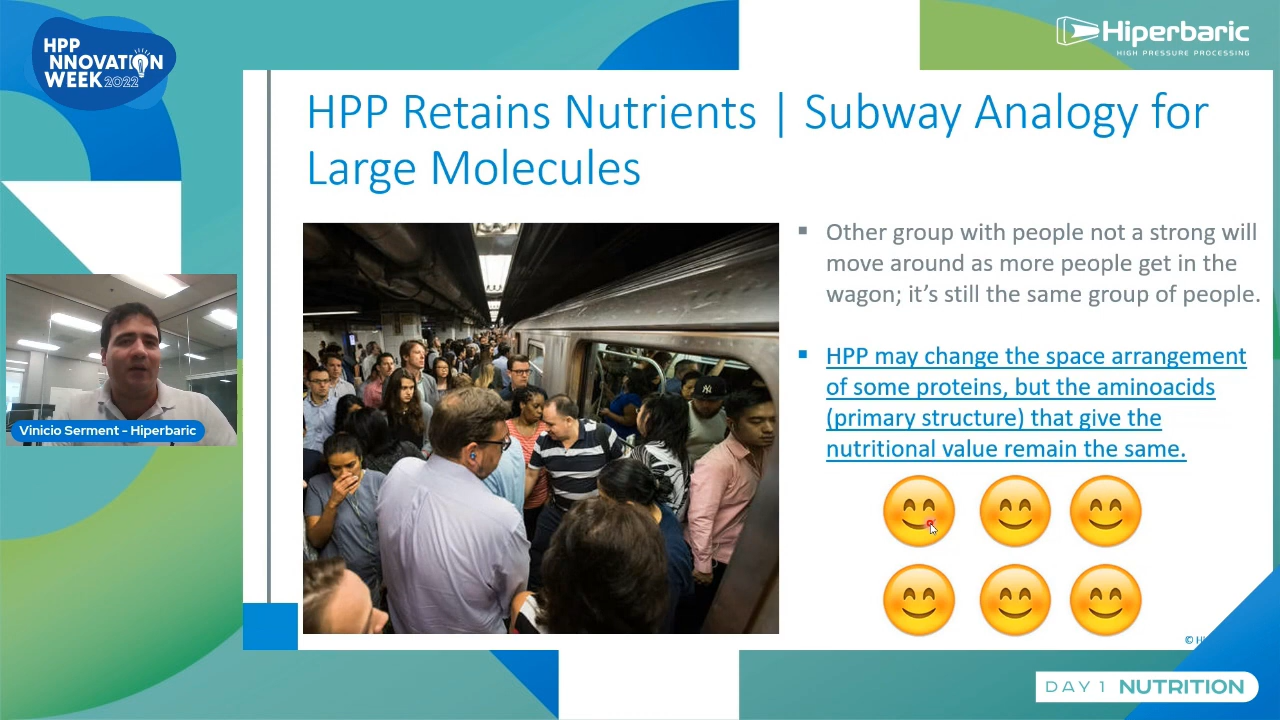 HPP
NNOVATION
WEEK 2022
Hiperbaric
HIGH PRESSURE PROCESSING
HPP Retains Nutrients | Subway Analogy for
Large Molecules
Other group with people not a strong will
move around as more people get in the
wagon; it's still the same group of people.
HPP may change the space arrangement
of some proteins, but the aminoacids
(primary structure) that give the
nutritional value remain the same.
Vinicio Serment - Hiperbaric
DAY 1 NUTRITION